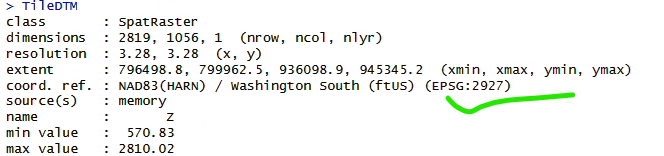 > TileDTM
class       : SpatRaster
dimensions  : 2819, 1056, 1  (nrow, ncol, nlyr)
resolution  : 3.28, 3.28  (x, y)
extent      : 796498.8, 799962.5, 936098.9, 945345.2  (xmin, xmax, ymin, ymax)
coord. ref. : NAD83(HARN) / Washington South (ftUS) (EPSG:2927)
source(s)   : memory
name        :       Z
min value   :  570.83
max value   : 2810.02